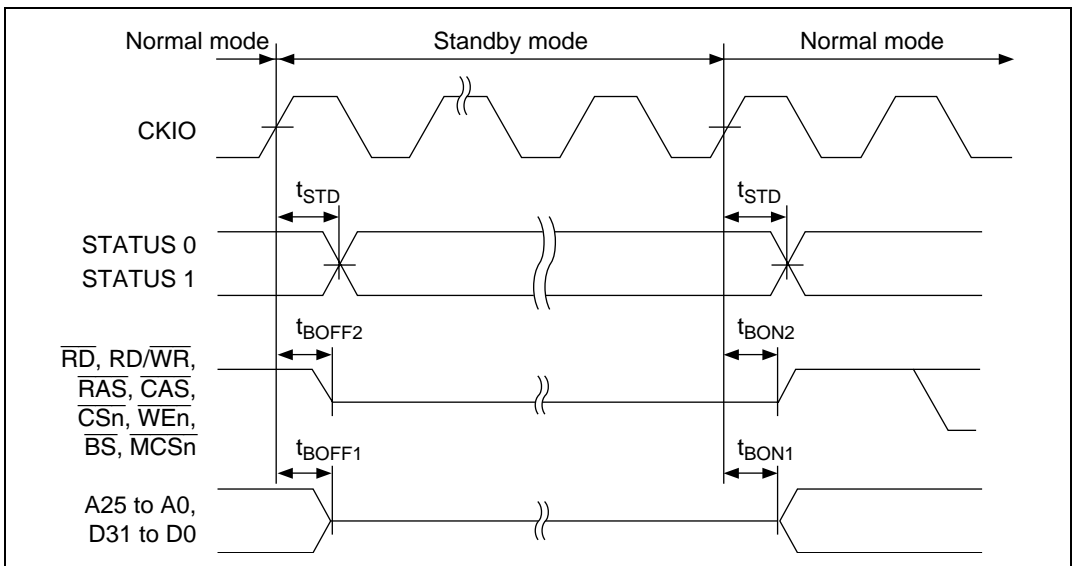 Normal mode Standby mode Normal mode
CKIO
tSTD tSTD
STATUS 0
STATUS 1
tBOFF2 tBON2
RD, RD/WR,
RAS, CAS,
CSn, WEn,
BS, MCSn
tBOFF1 tBON1
A25 to A0,
D31 to D0